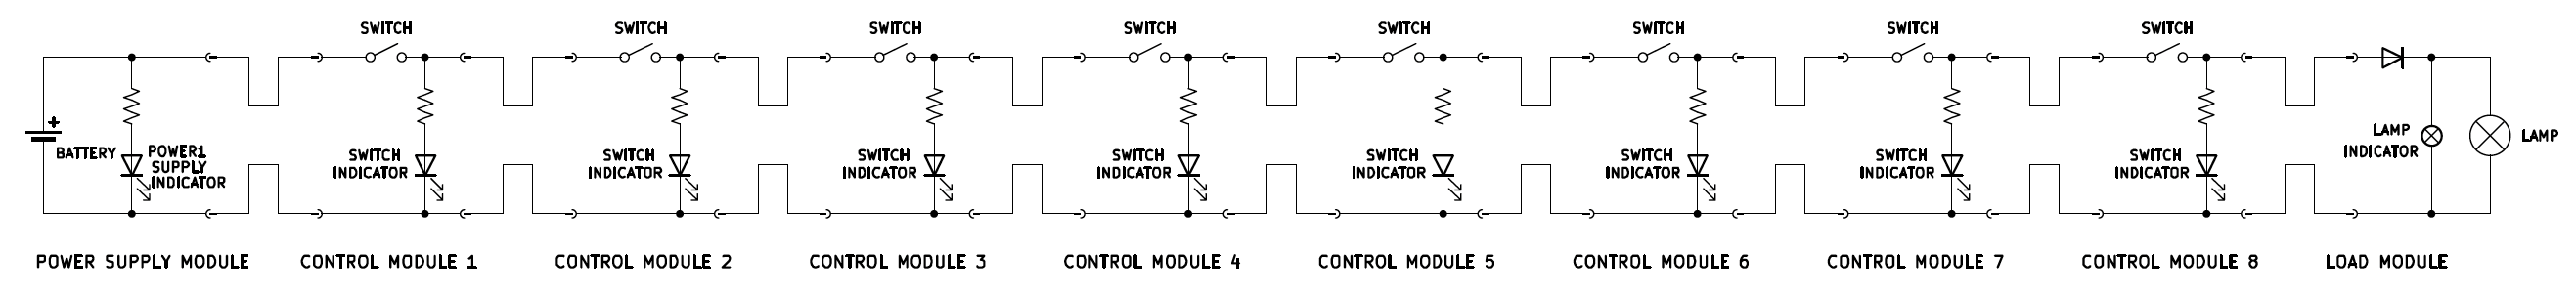 SWITCH
SWITCH
SWITCH
SWITCH
SWITCH
SWITCH
SWITCH
SWITCH
+
BATTERY
POWER1
SUPPLY
INDICATOR
SWITCH
INDICATOR
SWITCH
INDICATOR
SWITCH
INDICATOR
SWITCH
INDICATOR
SWITCH
INDICATOR
SWITCH
INDICATOR
SWITCH
INDICATOR
SWITCH
INDICATOR
LAMP
INDICATOR
LAMP
POWER SUPPLY MODULE
CONTROL MODULE 1
CONTROL MODULE 2
CONTROL MODULE 3
CONTROL MODULE 4
CONTROL MODULE 5
CONTROL MODULE 6
CONTROL MODULE 7
CONTROL MODULE 8
LOAD MODULE